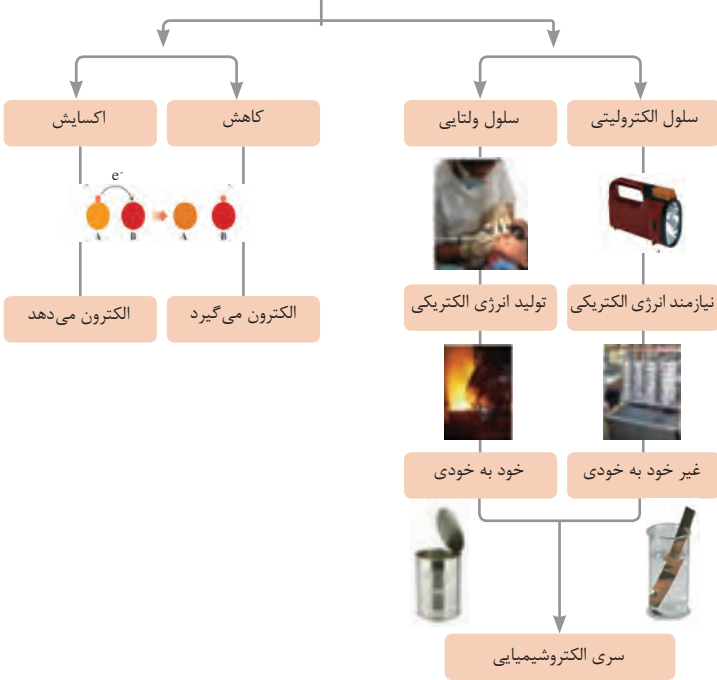 سلول الکترولیتی
سلول ولتایی
کاهش
اکسایش
e-
A B A B
نیازمند انرژی الکتریکی
تولید انرژی الکتریکی
الکترون می‌گیرد
الکترون می‌دهد
غیر خود به خودی
خود به خودی
سری الکتروشیمیایی